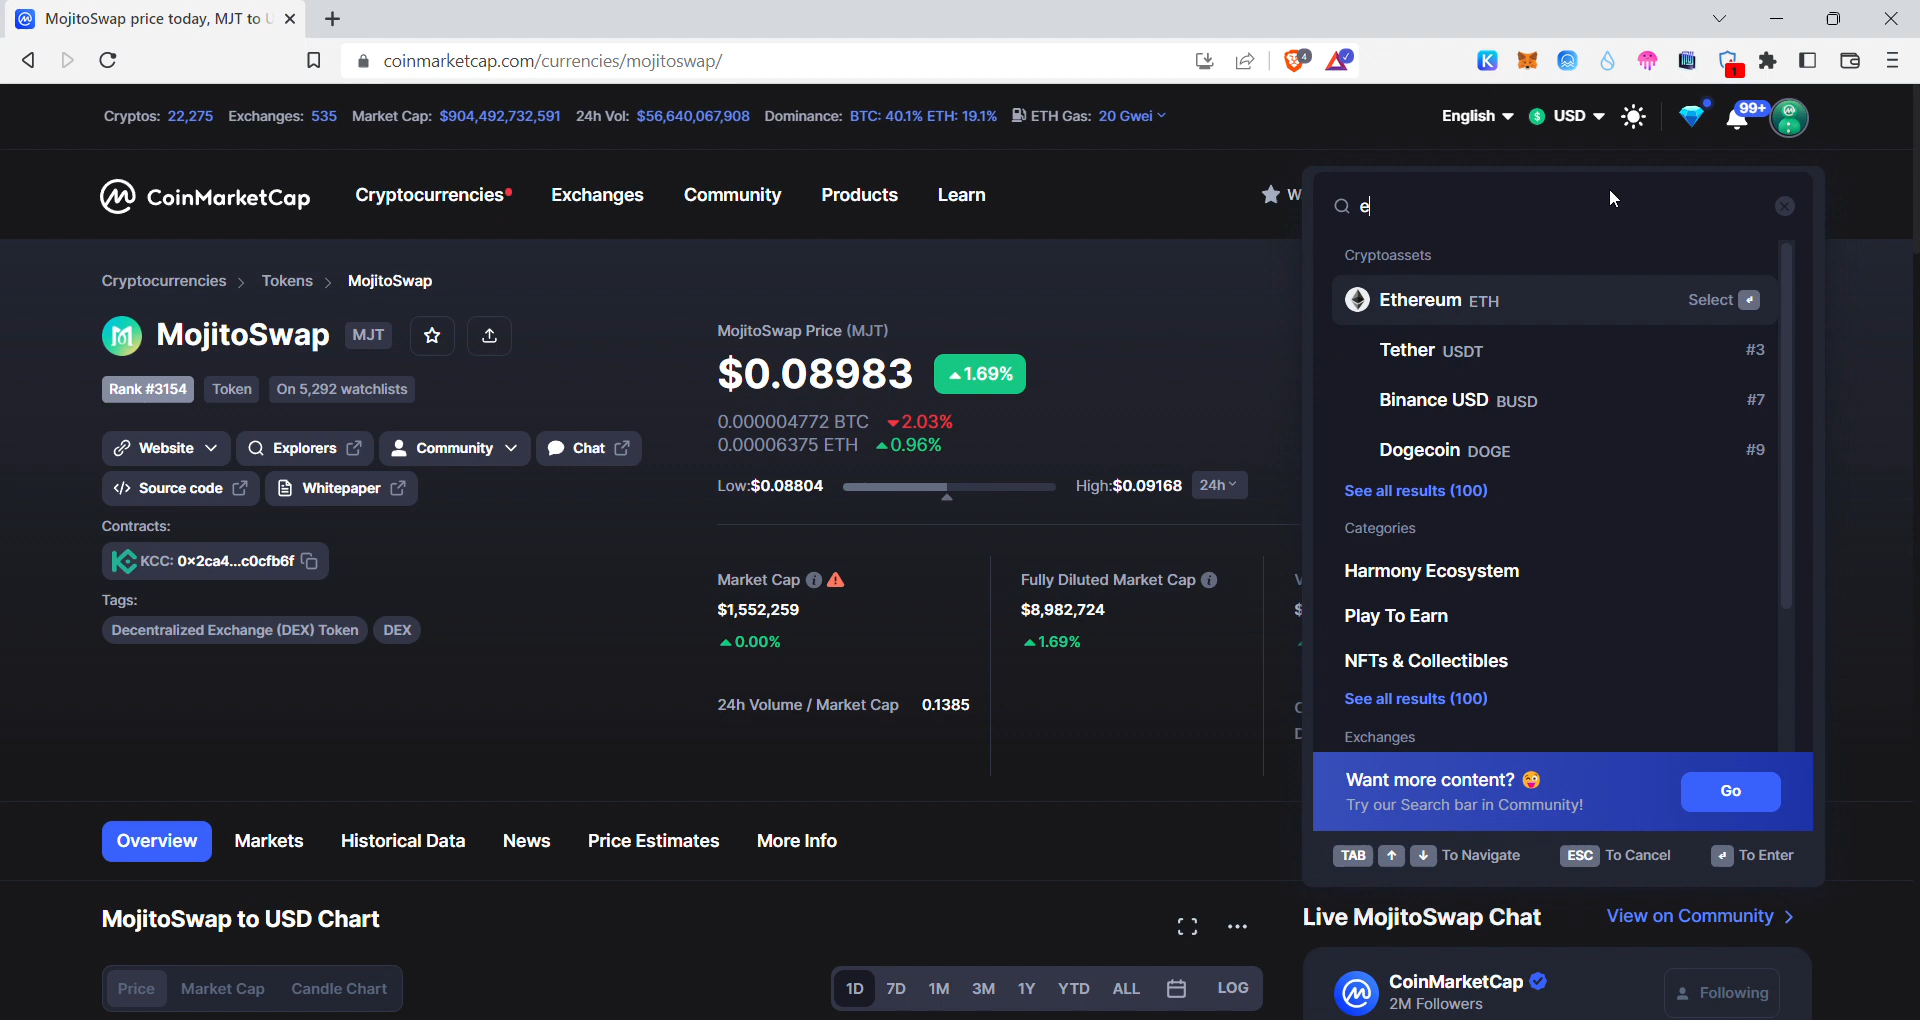 MojitoSwap price today, MJT to U
coinmarketcap.com/currencies/mojitoswap/
4
1
Cryptos: 22,275 Exchanges: 535 Market Cap: $904,492,732,591 24h Vol: $56,640,067,908 Dominance: BTC: 40.1% ETH: 19.1% ETH Gas: 20 Gwei
English USD 99+
CoinMarketCap Cryptocurrencies Exchanges Community Products Learn W
e
Cryptoassets
Ethereum ETH Select
Tether USDT #3
Binance USD BUSD #7
Dogecoin DOGE #9
See all results (100)
Categories
Harmony Ecosystem
Play To Earn
NFTs & Collectibles
See all results (100)
Exchanges
Want more content? 😜
Try our Search bar in Community!
Go
TAB ↑ ↓ To Navigate ESC To Cancel To Enter
Cryptocurrencies > Tokens > MojitoSwap
MojitoSwap MJT
Rank #3154 Token On 5,292 watchlists
Website Explorers Community Chat
Source code Whitepaper
Contracts:
KCC: 0x2ca4...c0cfb6f
Tags:
Decentralized Exchange (DEX) Token DEX
MojitoSwap Price (MJT)
$0.08983 1.69%
0.000004772 BTC 2.03%
0.00006375 ETH 0.96%
Low:$0.08804 High:$0.09168 24h
Market Cap
$1,552,259
0.00%
24h Volume / Market Cap 0.1385
Fully Diluted Market Cap
$8,982,724
1.69%
V
$
C
D
Overview Markets Historical Data News Price Estimates More Info
MojitoSwap to USD Chart
Price Market Cap Candle Chart
1D 7D 1M 3M 1Y YTD ALL LOG
Live MojitoSwap Chat View on Community >
CoinMarketCap
2M Followers
Following